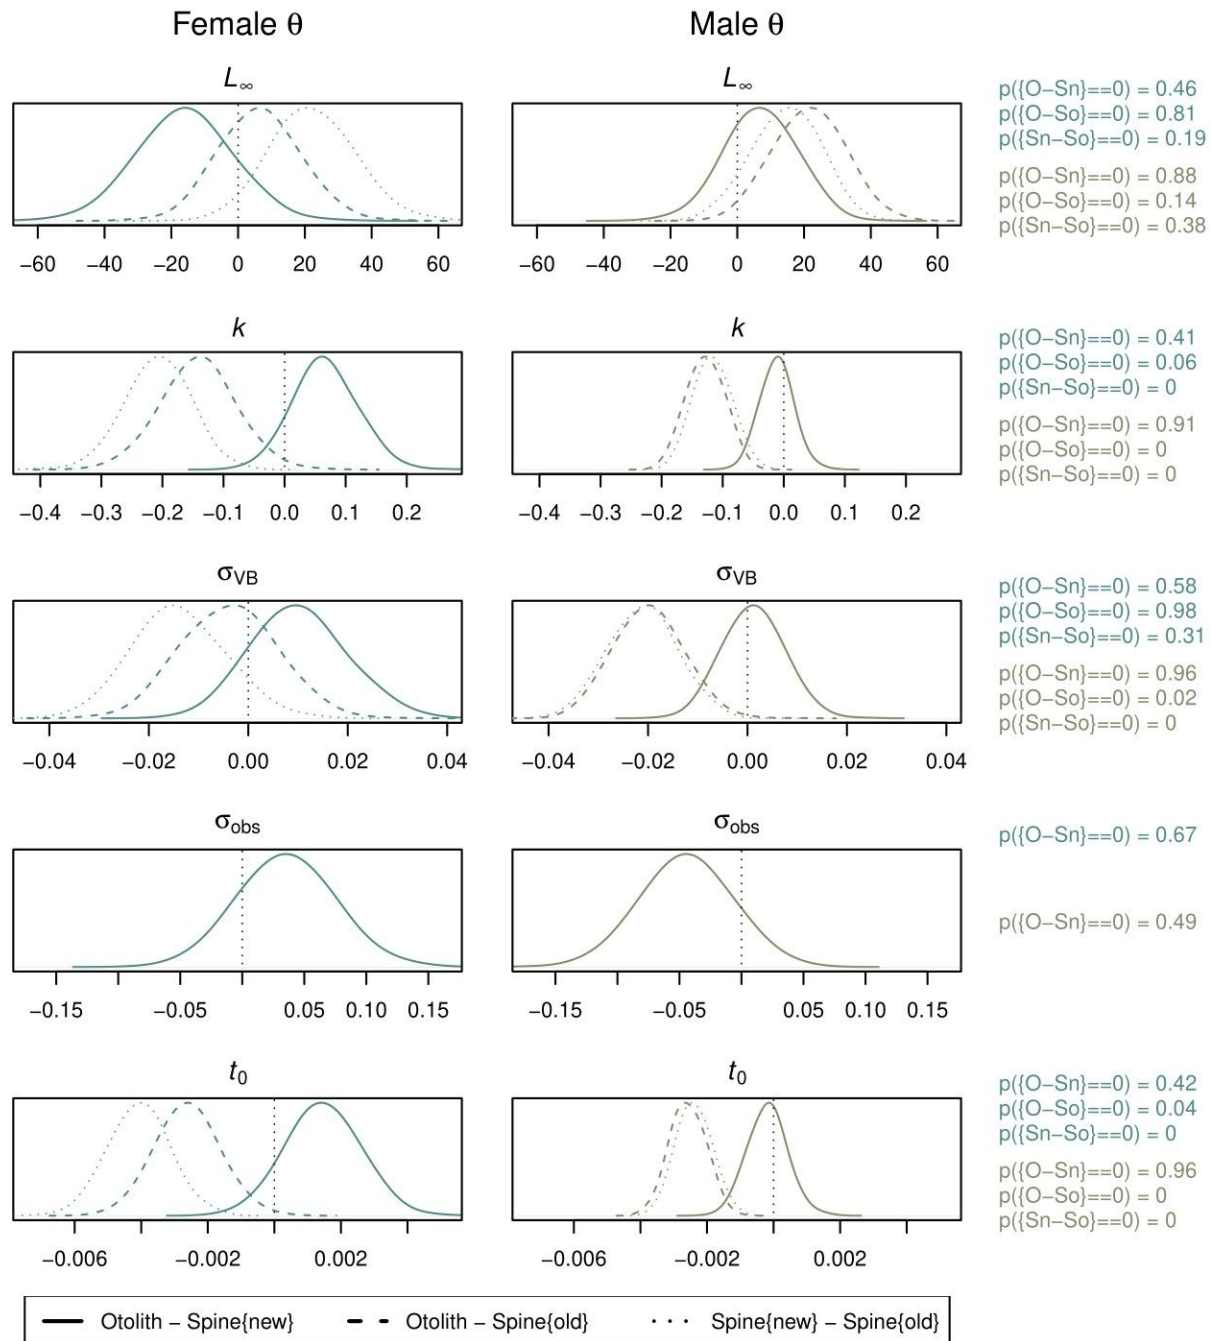 Female θ
Male θ
L∞
L∞
p({O−Sn}==0) = 0.46
p({O−So}==0) = 0.81
p({Sn−So}==0) = 0.19
p({O−Sn}==0) = 0.88
p({O−So}==0) = 0.14
p({Sn−So}==0) = 0.38
−60 −40 −20 0 20 40 60
−60 −40 −20 0 20 40 60
k
k
p({O−Sn}==0) = 0.41
p({O−So}==0) = 0.06
p({Sn−So}==0) = 0
p({O−Sn}==0) = 0.91
p({O−So}==0) = 0
p({Sn−So}==0) = 0
−0.4 −0.3 −0.2 −0.1 0.0 0.1 0.2
−0.4 −0.3 −0.2 −0.1 0.0 0.1 0.2
σVB
σVB
p({O−Sn}==0) = 0.58
p({O−So}==0) = 0.98
p({Sn−So}==0) = 0.31
p({O−Sn}==0) = 0.96
p({O−So}==0) = 0.02
p({Sn−So}==0) = 0
−0.04 −0.02 0.00 0.02 0.04
−0.04 −0.02 0.00 0.02 0.04
σobs
σobs
p({O−Sn}==0) = 0.67
p({O−Sn}==0) = 0.49
−0.15 −0.05 0.05 0.10 0.15
−0.15 −0.05 0.05 0.10 0.15
t0
t0
p({O−Sn}==0) = 0.42
p({O−So}==0) = 0.04
p({Sn−So}==0) = 0
p({O−Sn}==0) = 0.96
p({O−So}==0) = 0
p({Sn−So}==0) = 0
−0.006 −0.002 0.002
−0.006 −0.002 0.002
Otolith − Spine{new} Otolith − Spine{old} Spine{new} − Spine{old}